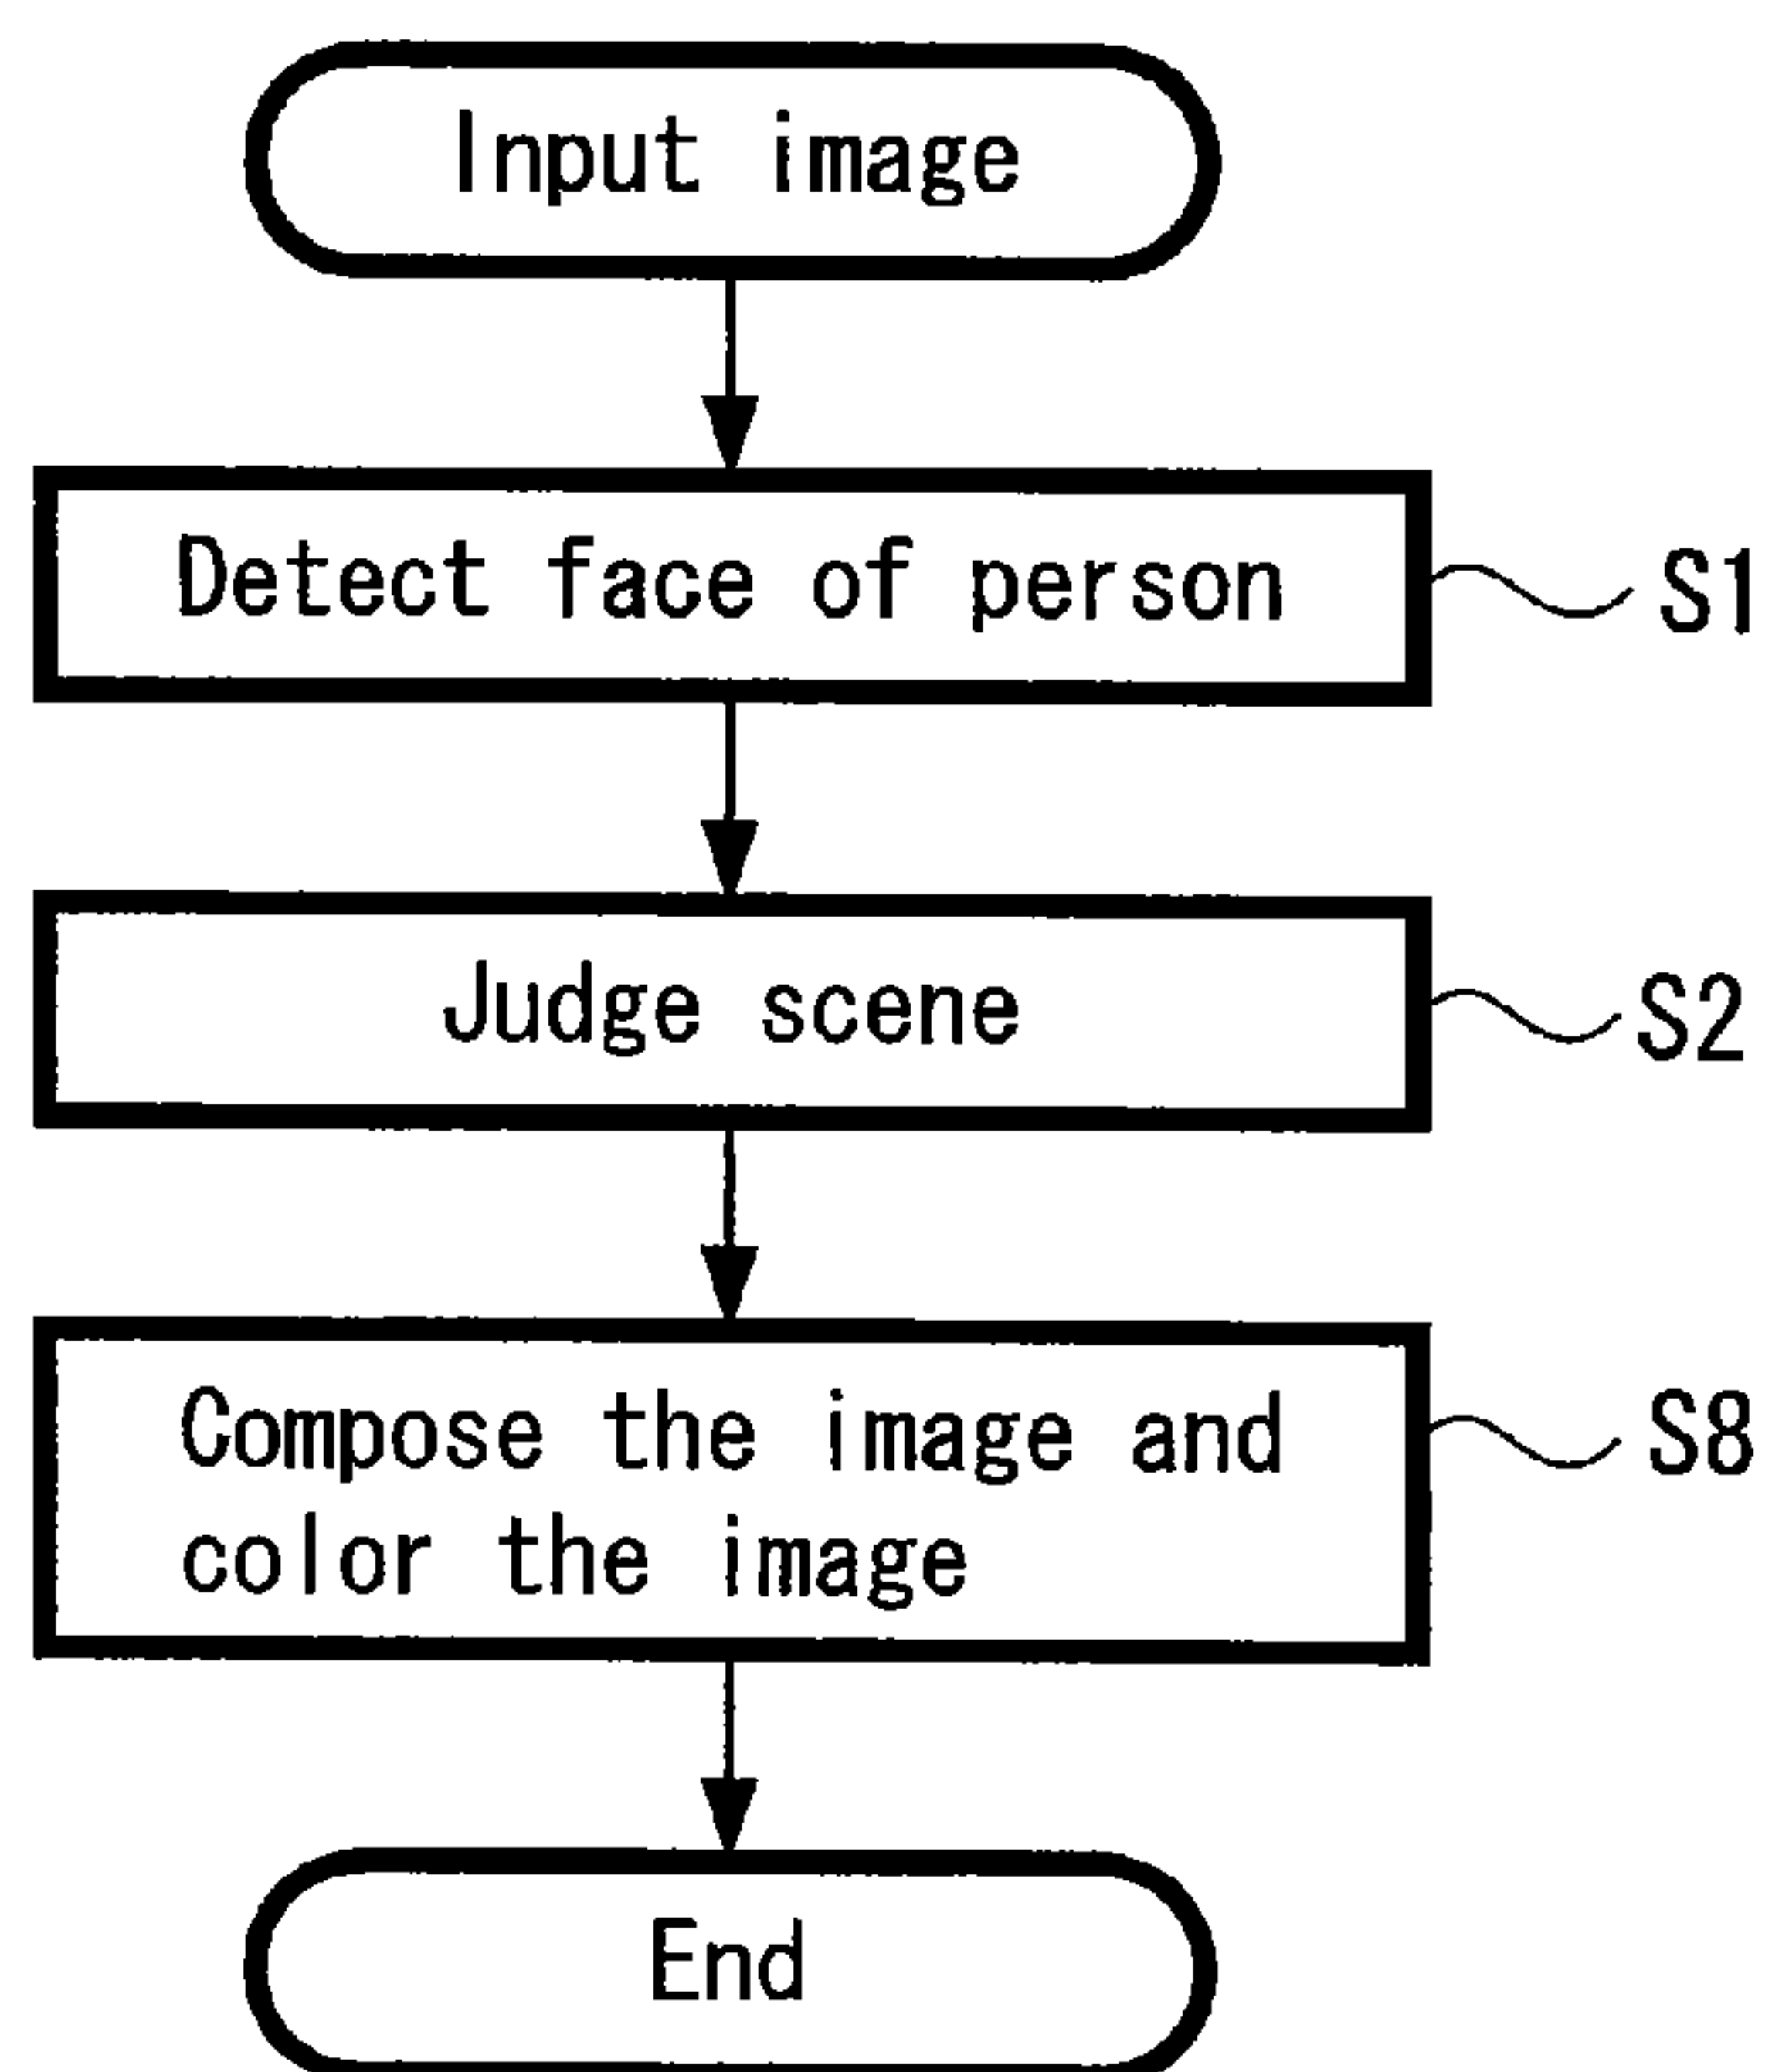 Input image
Detect face of person
S1
Judge scene
S2
Compose the image and
color the image
S8
End